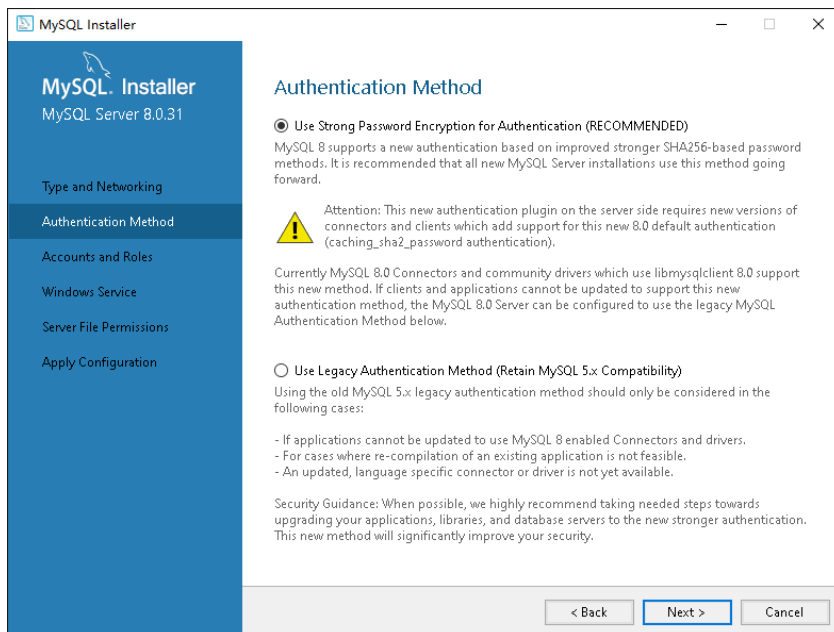 MySQL Installer
MySQL. Installer
MySQL Server 8.0.31
Type and Networking
Authentication Method
Accounts and Roles
Windows Service
Server File Permissions
Apply Configuration
Authentication Method
Use Strong Password Encryption for Authentication (RECOMMENDED)
MySQL 8 supports a new authentication based on improved stronger SHA256-based password
methods. It is recommended that all new MySQL Server installations use this method going
forward.
Attention: This new authentication plugin on the server side requires new versions of
connectors and clients which add support for this new 8.0 default authentication
(caching_sha2_password authentication).
Currently MySQL 8.0 Connectors and community drivers which use libmysqlclient 8.0 support
this new method. If clients and applications cannot be updated to support this new
authentication method, the MySQL 8.0 Server can be configured to use the legacy MySQL
Authentication Method below.
Use Legacy Authentication Method (Retain MySQL 5.x Compatibility)
Using the old MySQL 5.x legacy authentication method should only be considered in the
following cases:
- If applications cannot be updated to use MySQL 8 enabled Connectors and drivers.
- For cases where re-compilation of an existing application is not feasible.
- An updated, language specific connector or driver is not yet available.
Security Guidance: When possible, we highly recommend taking needed steps towards
upgrading your applications, libraries, and database servers to the new stronger authentication.
This new method will significantly improve your security.
< Back
Next >
Cancel